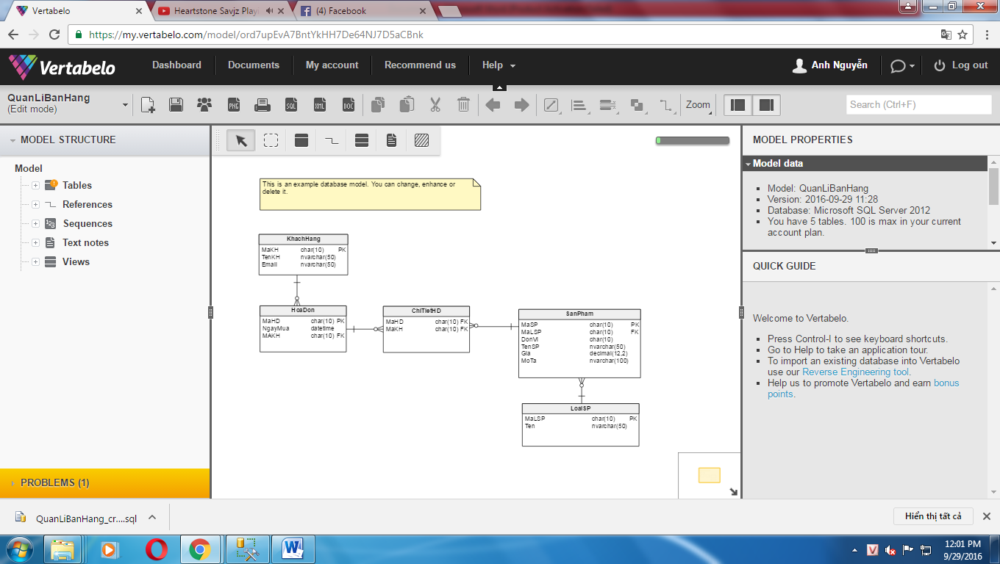 Vertabelo
Heartstone Savjz Playi
(4) Facebook
https://my.vertabelo.com/model/ord7upEvA7BntYkHH7De64NJ7D5aCBnk
Vertabelo
Dashboard
Documents
My account
Recommend us
Help
Anh Nguyễn
Log out
QuanLiBanHang
(Edit mode)
PNG
SQL
XML
DOC
Zoom
Search (Ctrl+F)
MODEL STRUCTURE
Model
Tables
References
123 Sequences
Text notes
Views
PROBLEMS (1)
This is an example database model. You can change, enhance or
delete it.
KhachHang
MaKH char(10) PK
TenKH nvarchar(50)
Email nvarchar(50)
HoaDon
MaHD char(10) PK
NgayMua datetime
MAKH char(10) FK
ChiTietHD
MaHD char(10) FK
MaKH char(10) FK
SanPham
MaSP char(10) PK
MaLSP char(10) FK
DonVi char(10)
TenSP nvarchar(50)
Gia decimal(12,2)
MoTa nvarchar(100)
LoaiSP
MaLSP char(10) PK
Ten nvarchar(50)
MODEL PROPERTIES
Model data
Model: QuanLiBanHang
Version: 2016-09-29 11:28
Database: Microsoft SQL Server 2012
You have 5 tables. 100 is max in your current
account plan.
QUICK GUIDE
Welcome to Vertabelo.
Press Control-I to see keyboard shortcuts.
Go to Help to take an application tour.
To import an existing database into Vertabelo
use our Reverse Engineering tool.
Help us to promote Vertabelo and earn bonus
points.
QuanLiBanHang_cr....sql
Hiển thị tất cả
12:01 PM
9/29/2016